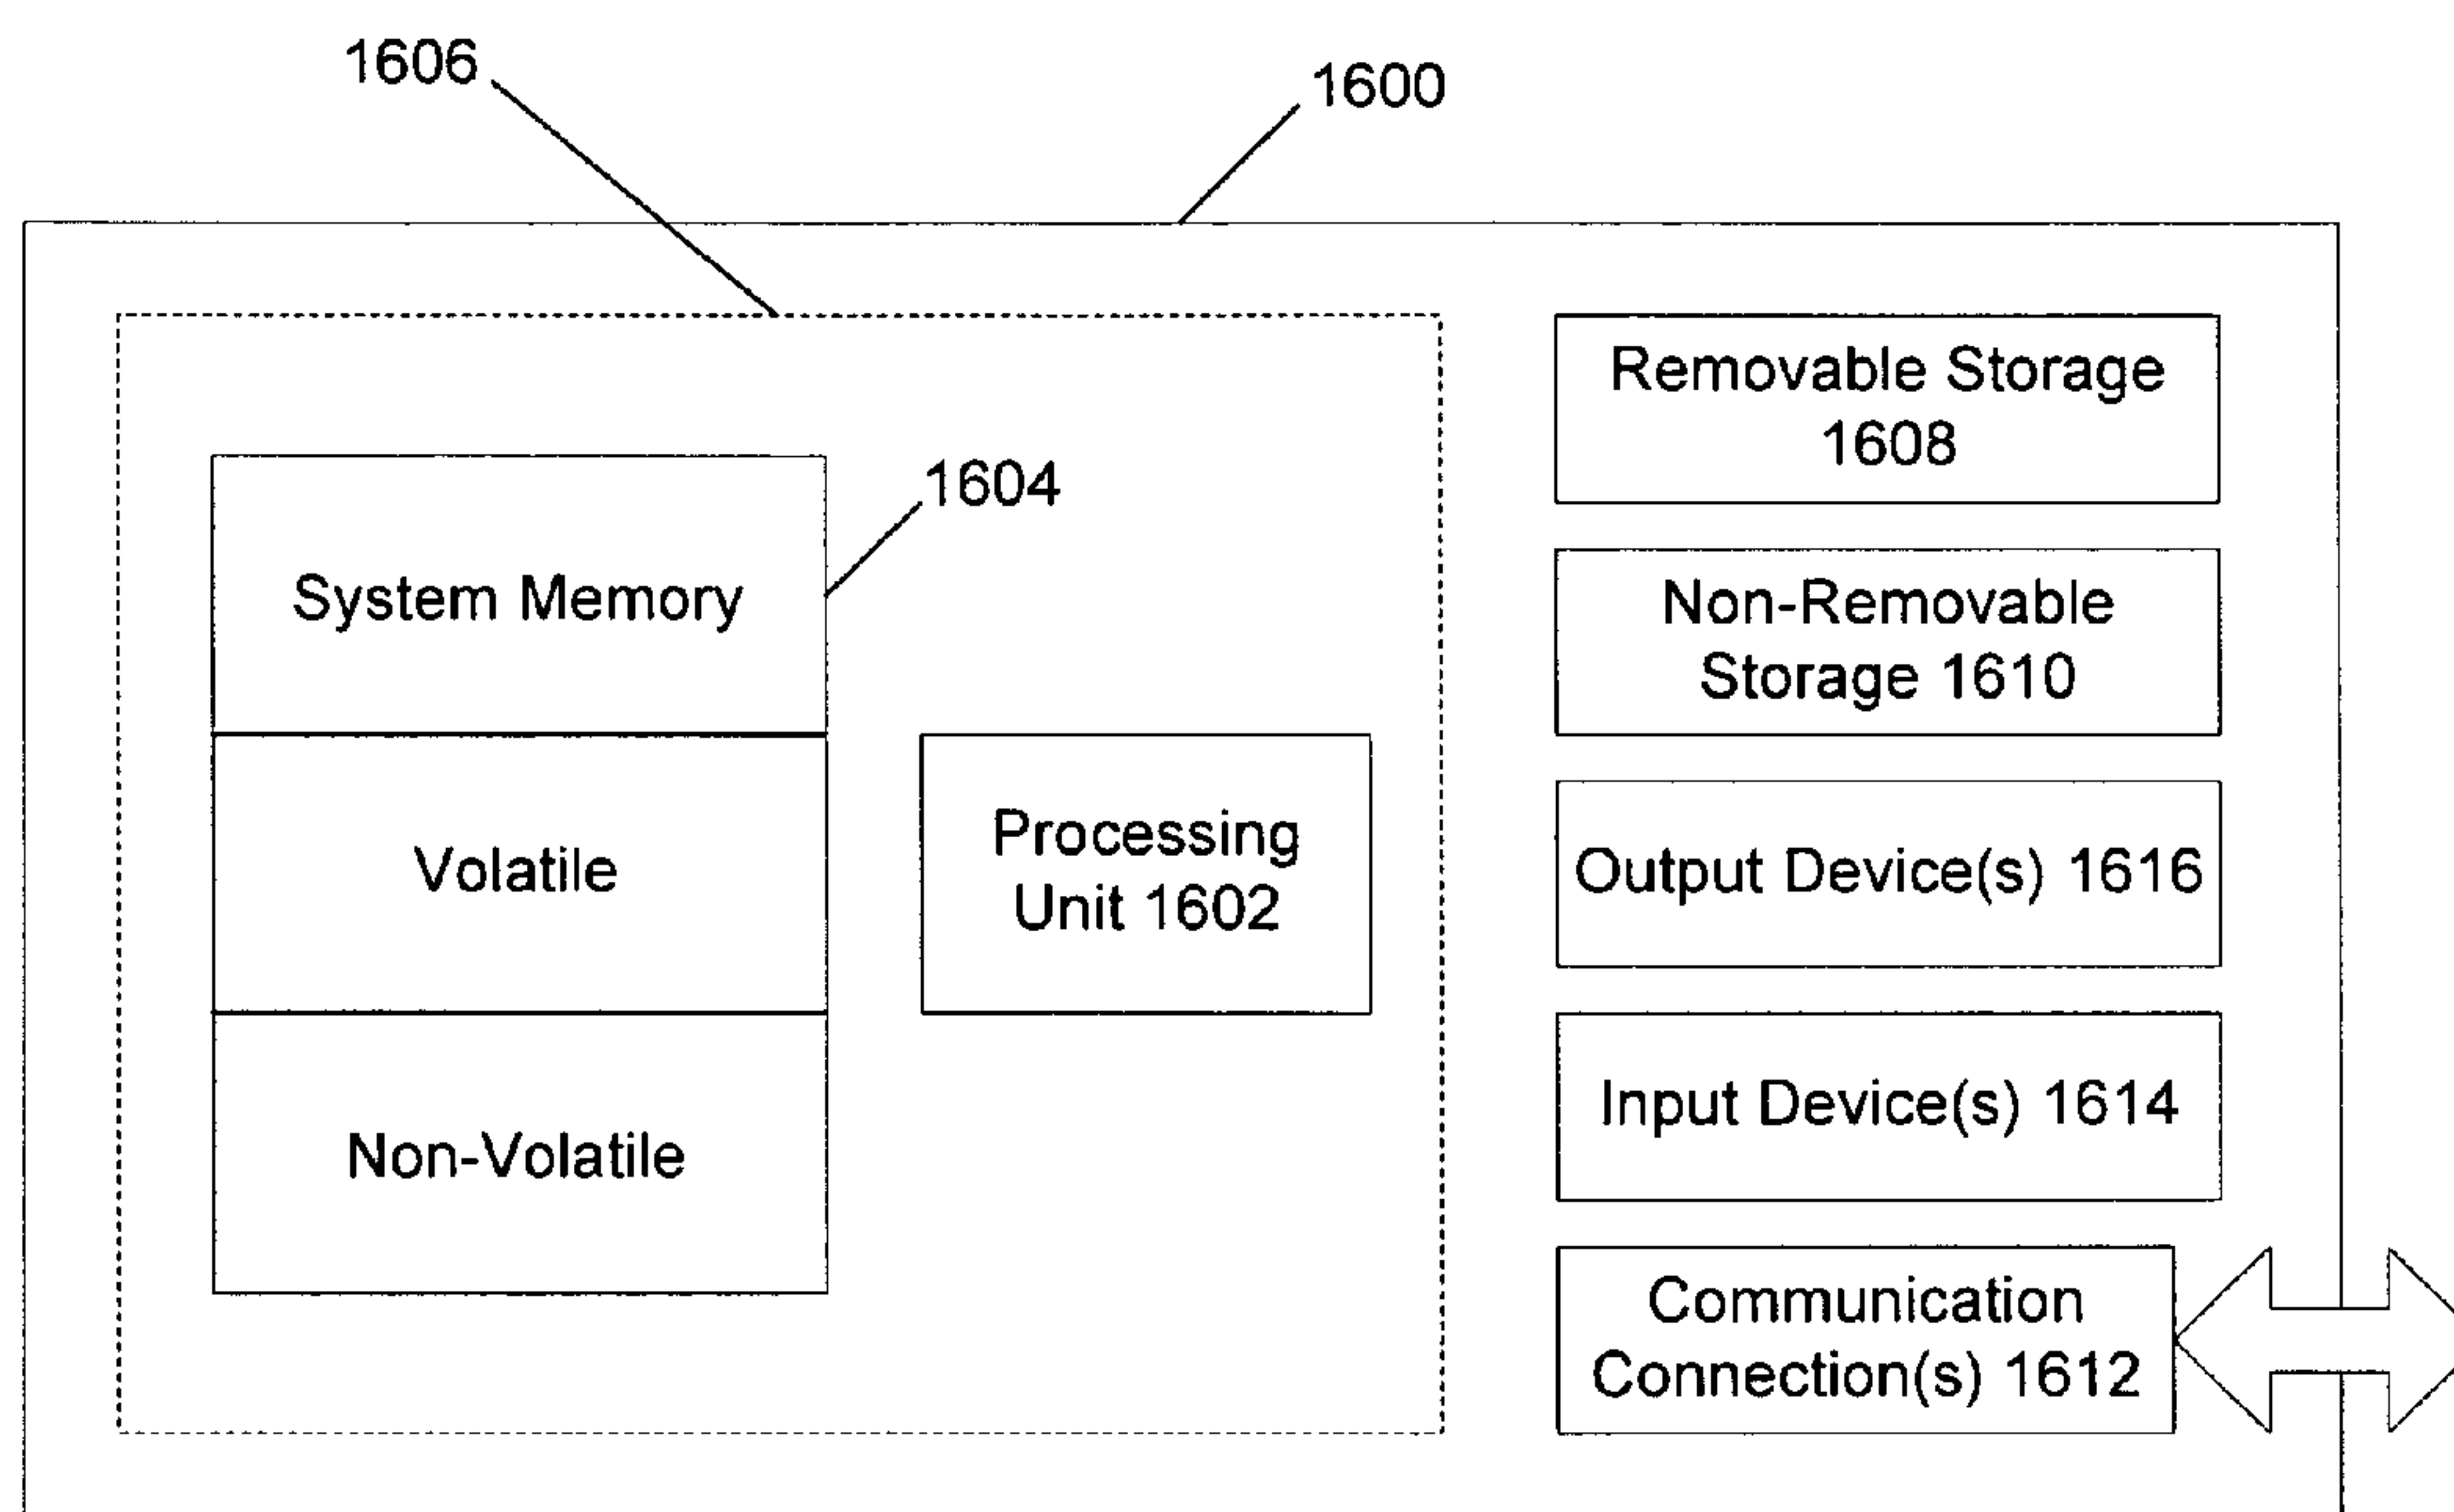 1606
1600
Removable Storage
1608
1604
System Memory
Non-Removable
Storage 1610
Volatile
Processing
Unit 1602
Output Device(s) 1616
Input Device(s) 1614
Non-Volatile
Communication
Connection(s) 1612